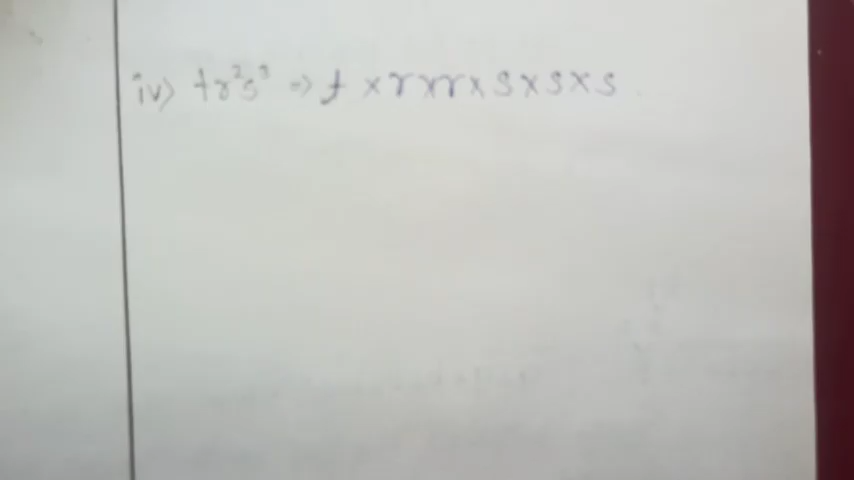 iv) tr²s³ => t × r × r × s × s × s